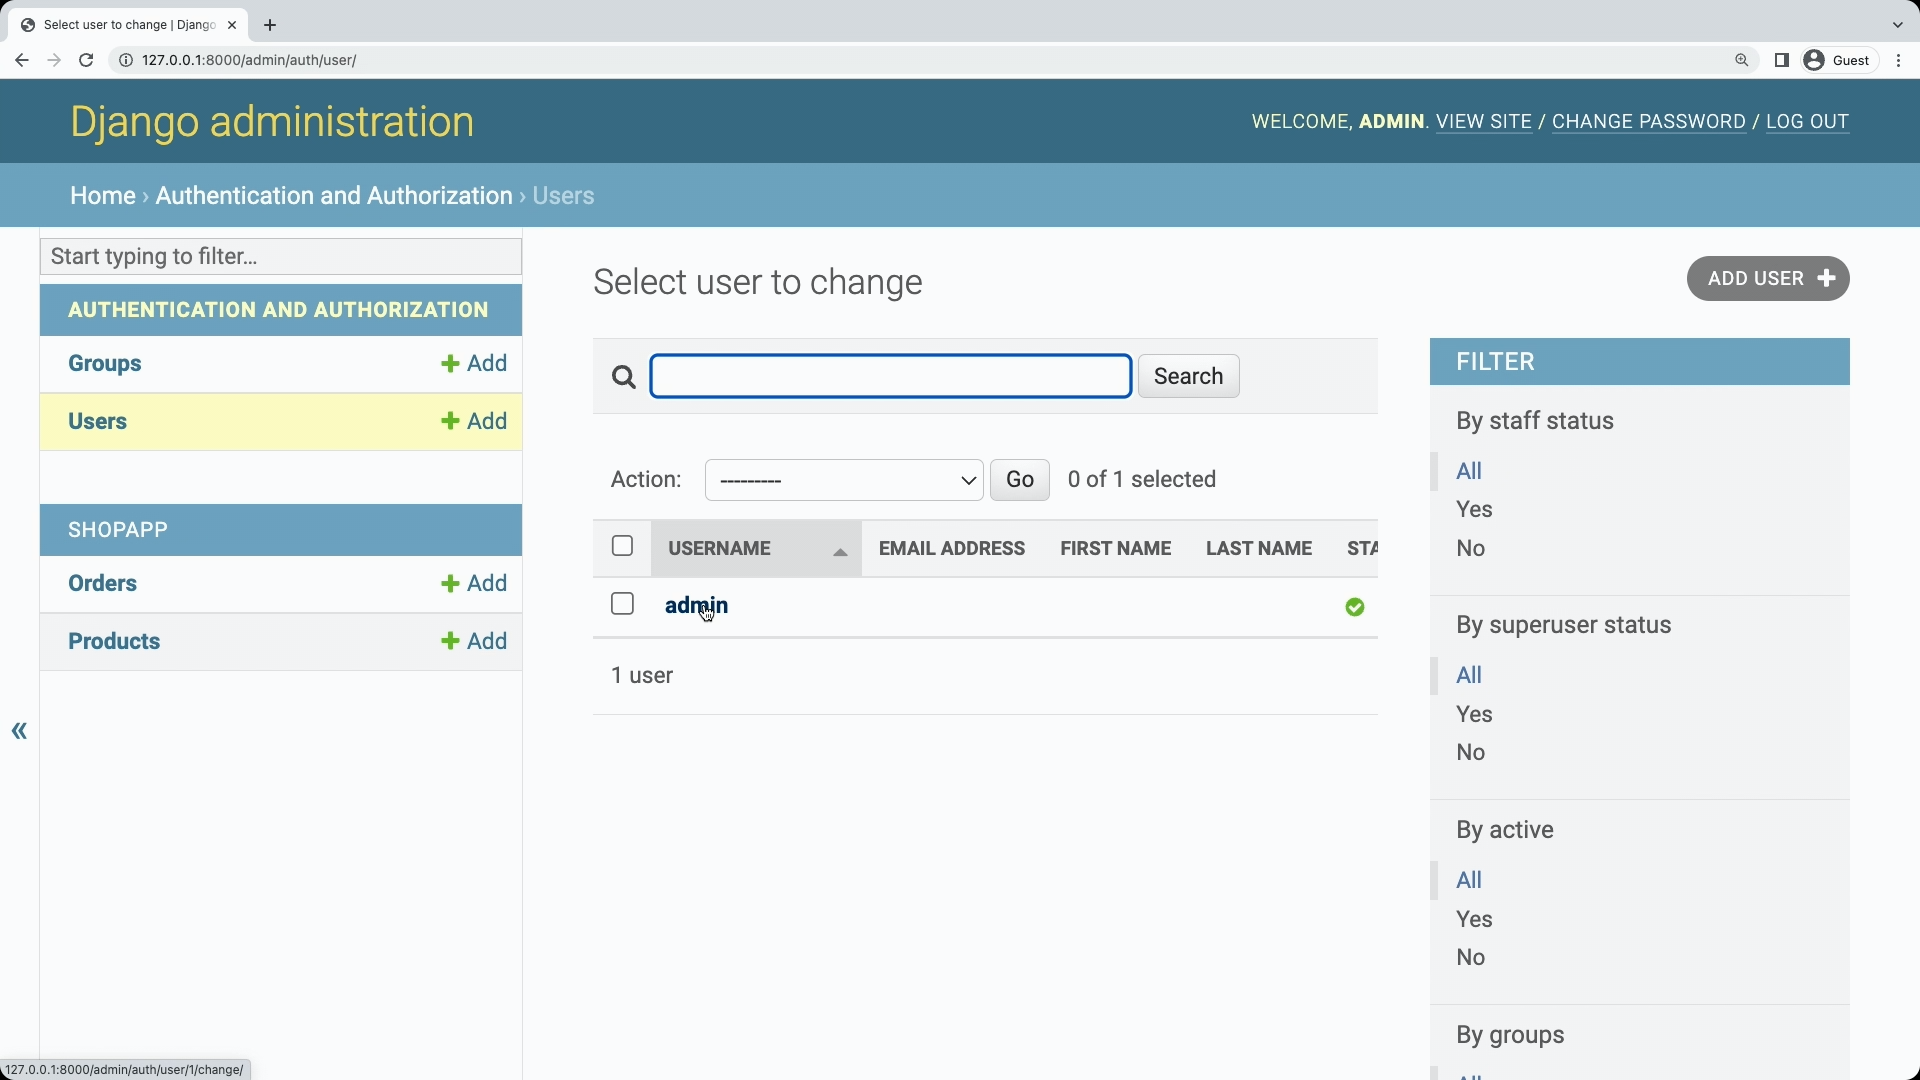 Select user to change | Django
127.0.0.1:8000/admin/auth/user/
Guest
Django administration
WELCOME, ADMIN. VIEW SITE / CHANGE PASSWORD / LOG OUT
Home › Authentication and Authorization › Users
Start typing to filter...
AUTHENTICATION AND AUTHORIZATION
Groups + Add
Users + Add
SHOPAPP
Orders + Add
Products + Add
«
Select user to change
ADD USER +
Search
Action: --------- Go 0 of 1 selected
USERNAME EMAIL ADDRESS FIRST NAME LAST NAME STA
admin
1 user
FILTER
By staff status
All
Yes
No
By superuser status
All
Yes
No
By active
All
Yes
No
By groups
All
127.0.0.1:8000/admin/auth/user/1/change/